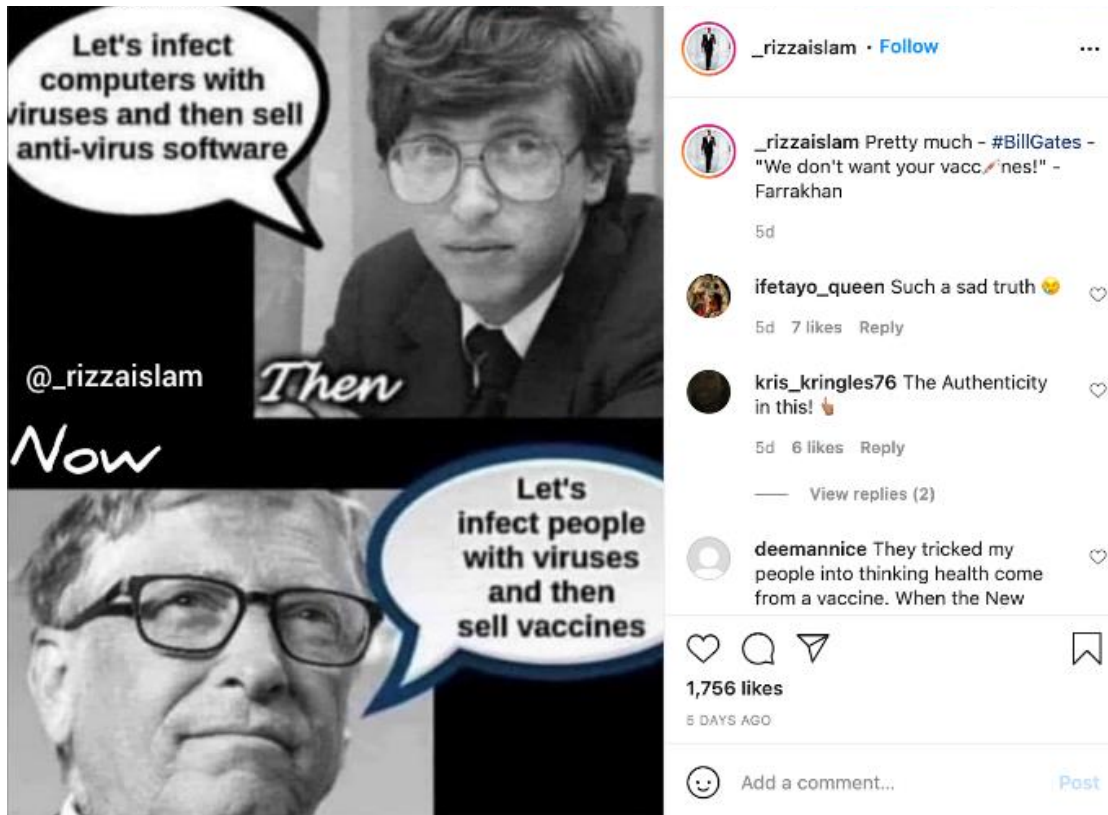 Let's infect
computers with
viruses and then sell
anti-virus software
@_rizzaislam
Then
Now
Let's
infect people
with viruses
and then
sell vaccines
_rizzaislam • Follow
_rizzaislam Pretty much - #BillGates -
"We don't want your vacc💉nes!" -
Farrakhan
5d
ifetayo_queen Such a sad truth 😢
5d 7 likes Reply
kris_kringles76 The Authenticity
in this! 👆🏽
5d 6 likes Reply
View replies (2)
deemannice They tricked my
people into thinking health come
from a vaccine. When the New
1,756 likes
5 DAYS AGO
Add a comment...
Post